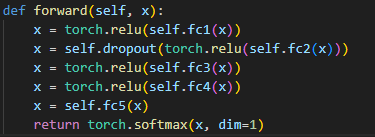 def forward(self, x):
    x = torch.relu(self.fc1(x))
    x = self.dropout(torch.relu(self.fc2(x)))
    x = torch.relu(self.fc3(x))
    x = torch.relu(self.fc4(x))
    x = self.fc5(x)
    return torch.softmax(x, dim=1)